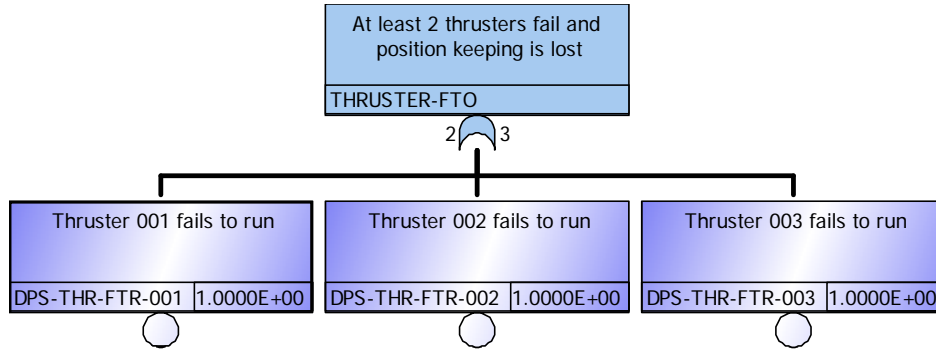 At least 2 thrusters fail and
position keeping is lost
THRUSTER-FTO
2 3
Thruster 001 fails to run
DPS-THR-FTR-001 1.0000E+00
Thruster 002 fails to run
DPS-THR-FTR-002 1.0000E+00
Thruster 003 fails to run
DPS-THR-FTR-003 1.0000E+00